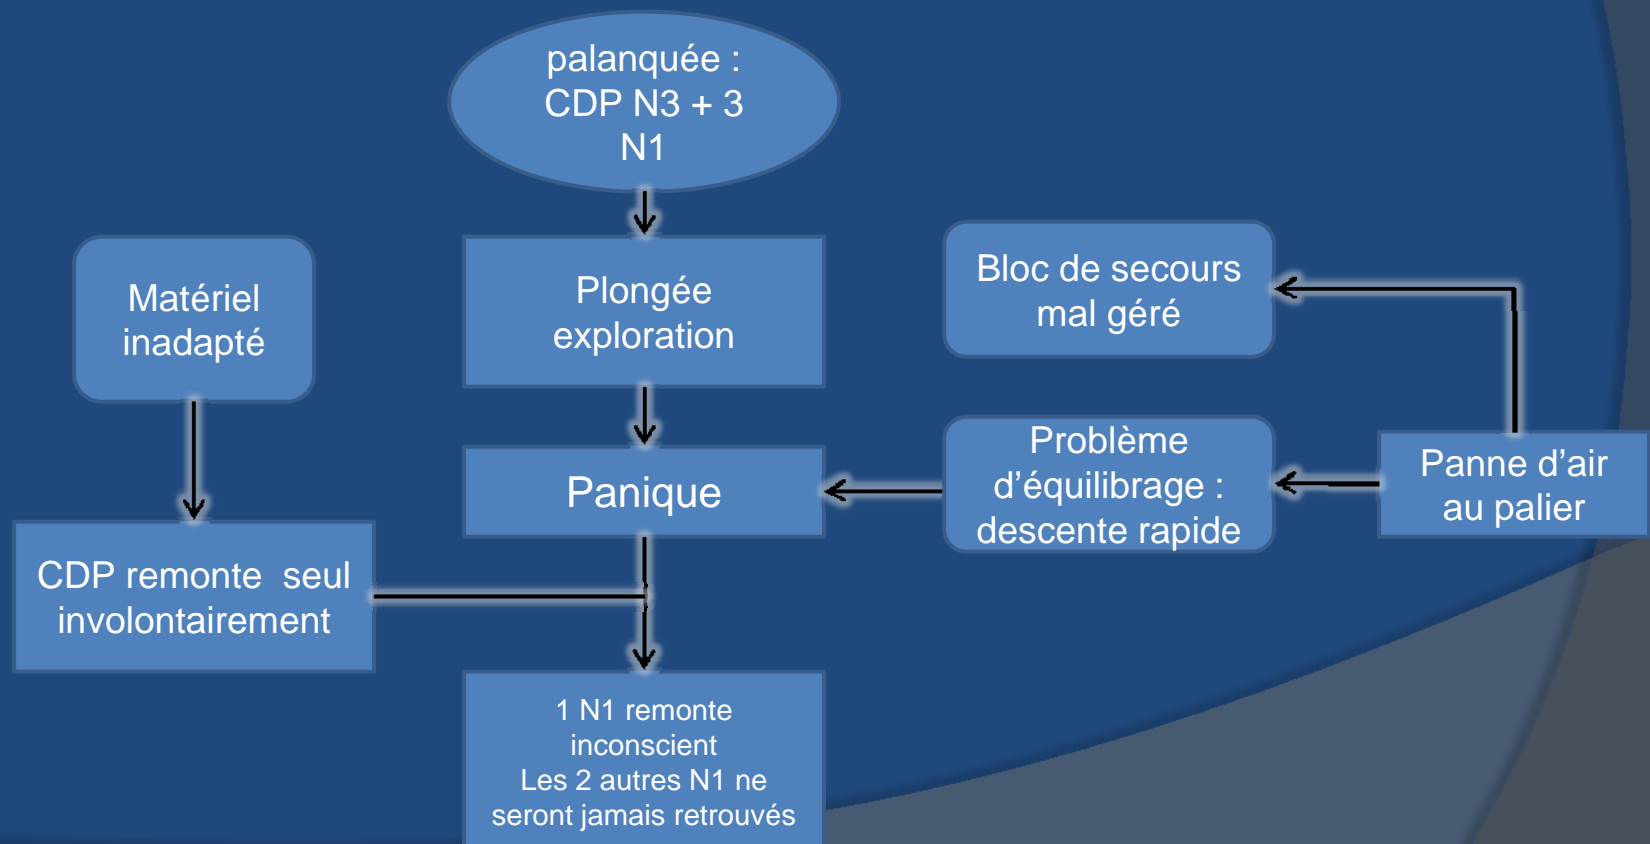 palanquée :
CDP N3 + 3
N1
Matériel
inadapté
Plongée
exploration
Bloc de secours
mal géré
Panique
Problème
d’équilibrage :
descente rapide
Panne d’air
au palier
CDP remonte  seul
involontairement
1 N1 remonte
inconscient
Les 2 autres N1 ne
seront jamais retrouvés